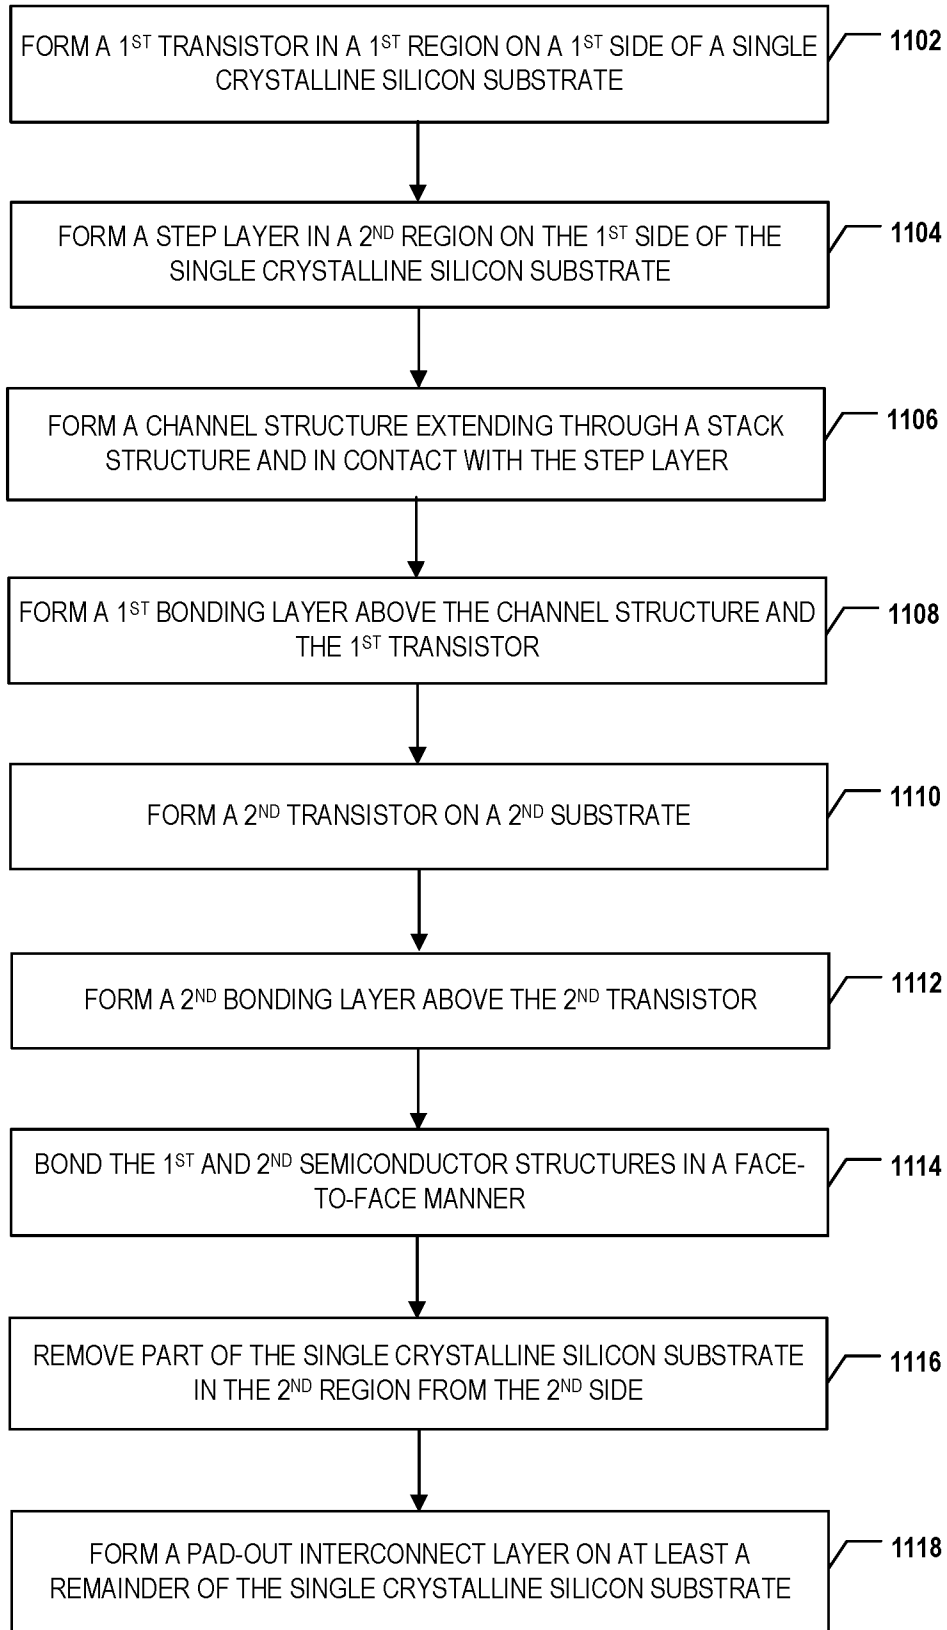 FORM A 1ST TRANSISTOR IN A 1ST REGION ON A 1ST SIDE OF A SINGLE
CRYSTALLINE SILICON SUBSTRATE
1102
FORM A STEP LAYER IN A 2ND REGION ON THE 1ST SIDE OF THE
SINGLE CRYSTALLINE SILICON SUBSTRATE
1104
FORM A CHANNEL STRUCTURE EXTENDING THROUGH A STACK
STRUCTURE AND IN CONTACT WITH THE STEP LAYER
1106
FORM A 1ST BONDING LAYER ABOVE THE CHANNEL STRUCTURE AND
THE 1ST TRANSISTOR
1108
FORM A 2ND TRANSISTOR ON A 2ND SUBSTRATE
1110
FORM A 2ND BONDING LAYER ABOVE THE 2ND TRANSISTOR
1112
BOND THE 1ST AND 2ND SEMICONDUCTOR STRUCTURES IN A FACE-
TO-FACE MANNER
1114
REMOVE PART OF THE SINGLE CRYSTALLINE SILICON SUBSTRATE
IN THE 2ND REGION FROM THE 2ND SIDE
1116
FORM A PAD-OUT INTERCONNECT LAYER ON AT LEAST A
REMAINDER OF THE SINGLE CRYSTALLINE SILICON SUBSTRATE
1118